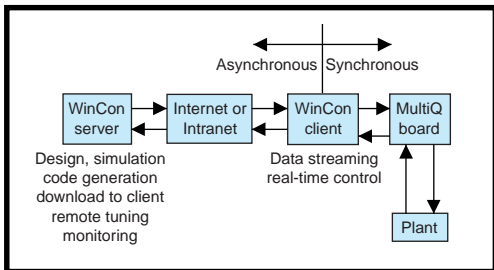 Asynchronous Synchronous
WinCon
server
Internet or
Intranet
WinCon
client
MultiQ
board
Design, simulation
code generation
download to client
remote tuning
monitoring
Data streaming
real-time control
Plant